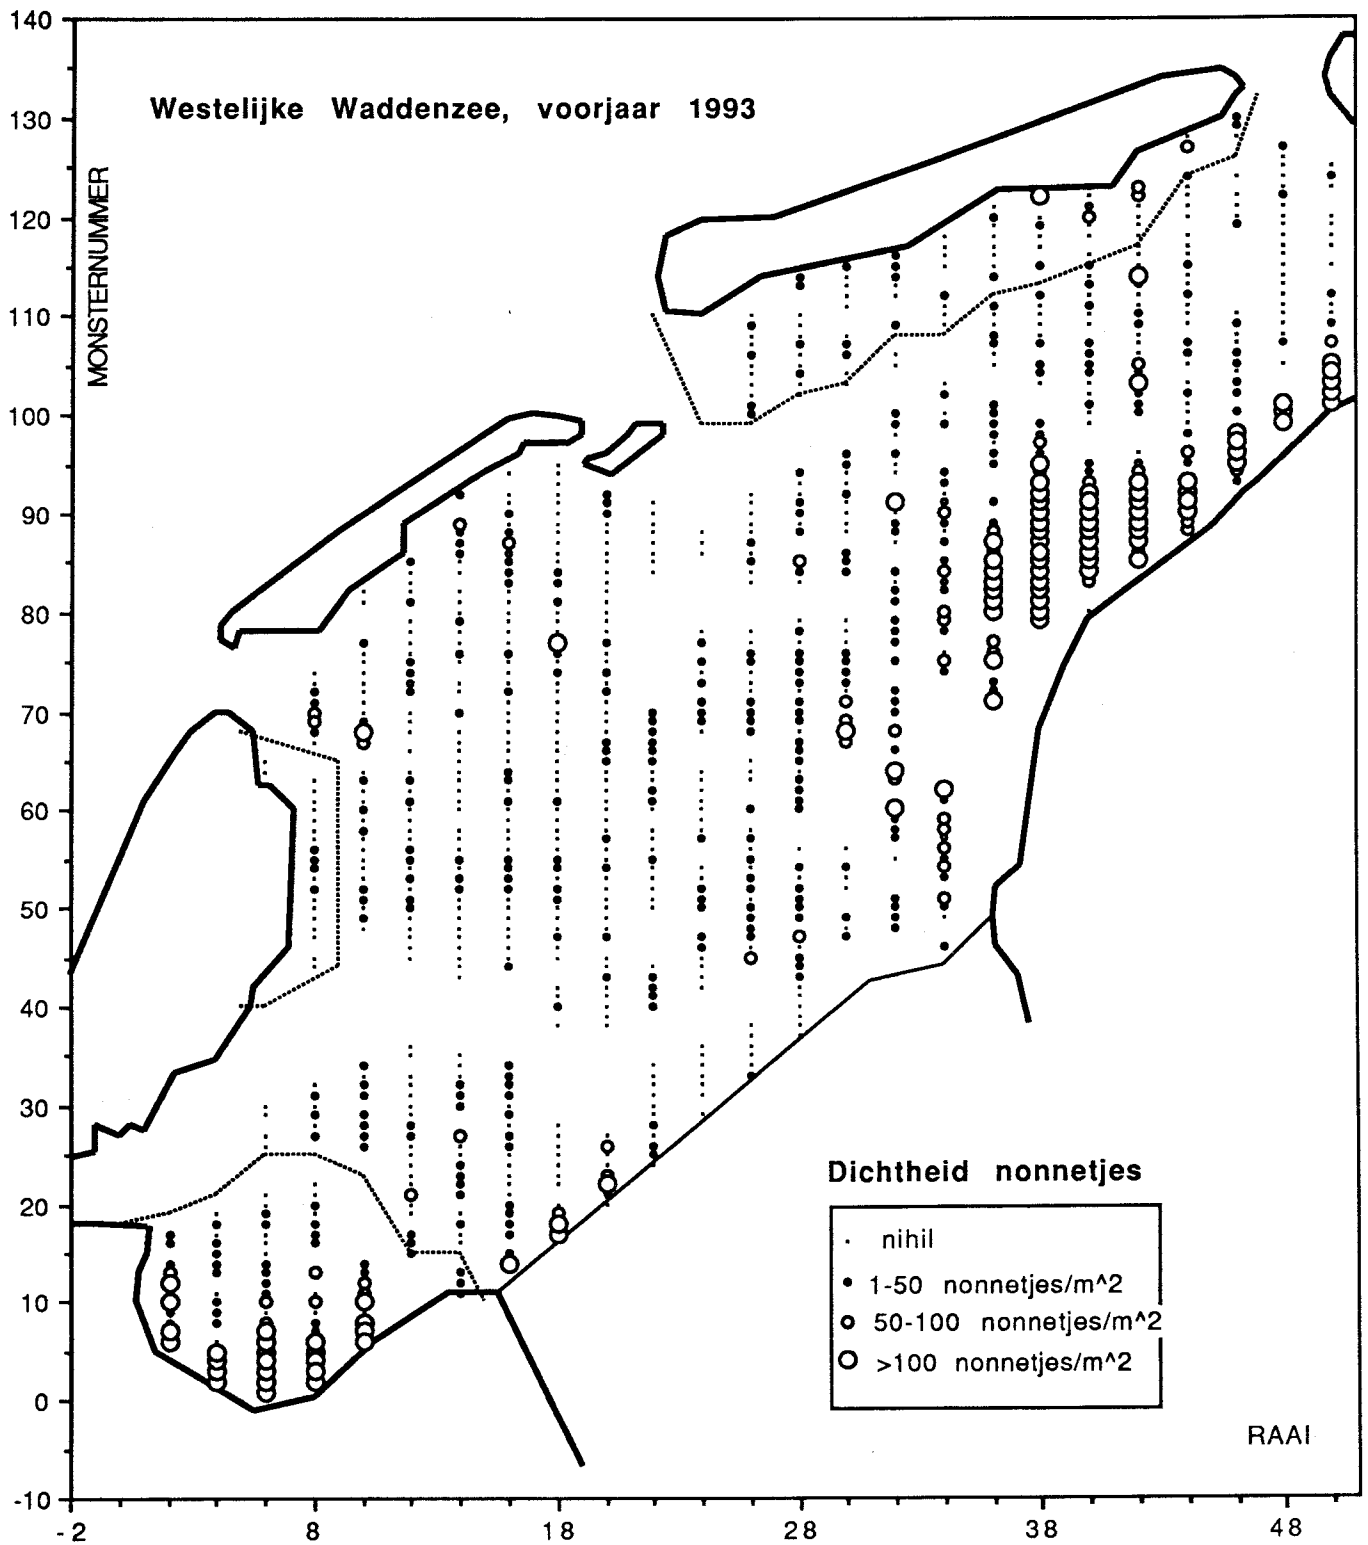 140
Westelijke Waddenzee, voorjaar 1993
130
MONSTERNUMMER
120
110
100
90
80
70
60
50
40
30
20
10
0
-10
Dichtheid nonnetjes
nihil
1-50 nonnetjes/m^2
50-100 nonnetjes/m^2
>100 nonnetjes/m^2
RAAI
-2 8 18 28 38 48